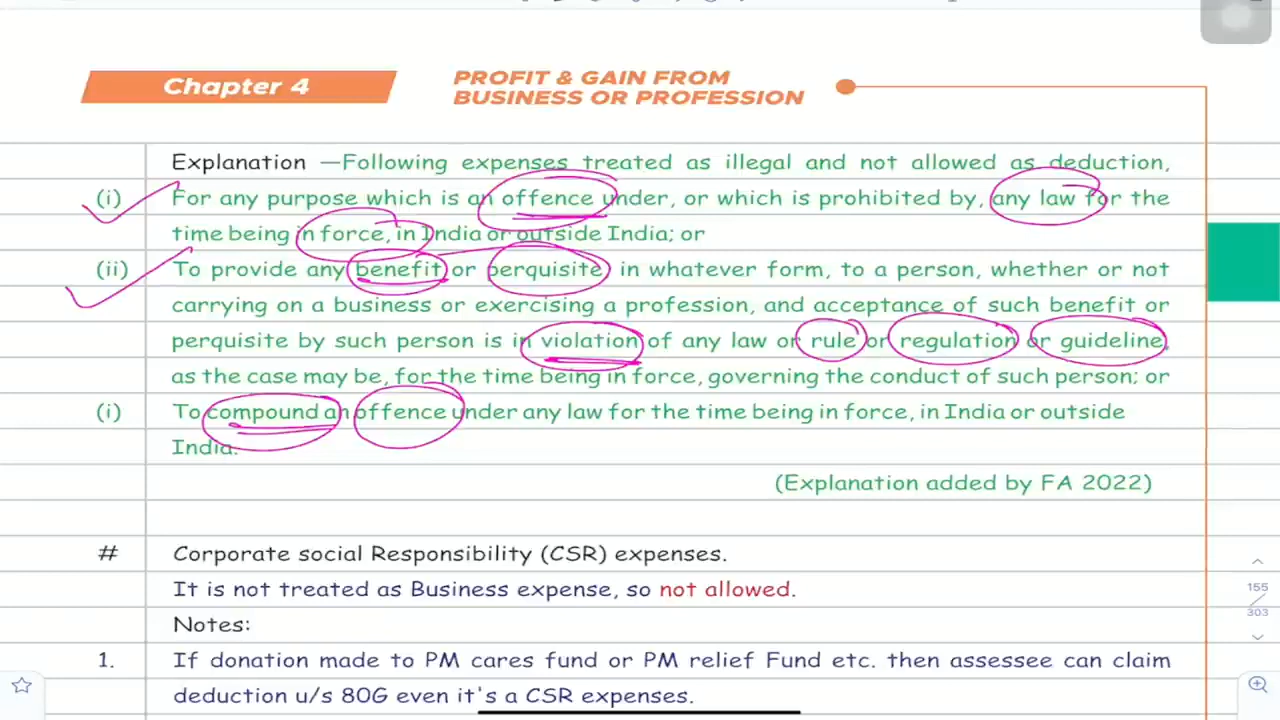 Chapter 4
PROFIT & GAIN FROM
BUSINESS OR PROFESSION
Explanation —Following expenses treated as illegal and not allowed as deduction,
(i) For any purpose which is an offence under, or which is prohibited by, any law for the
time being in force, in India or outside India; or
(ii) To provide any benefit or perquisite in whatever form, to a person, whether or not
carrying on a business or exercising a profession, and acceptance of such benefit or
perquisite by such person is in violation of any law or rule or regulation or guideline,
as the case may be, for the time being in force, governing the conduct of such person; or
(i) To compound an offence under any law for the time being in force, in India or outside
India.
(Explanation added by FA 2022)
# Corporate social Responsibility (CSR) expenses.
It is not treated as Business expense, so not allowed.
Notes:
1. If donation made to PM cares fund or PM relief Fund etc. then assessee can claim
deduction u/s 80G even it's a CSR expenses.
155
303